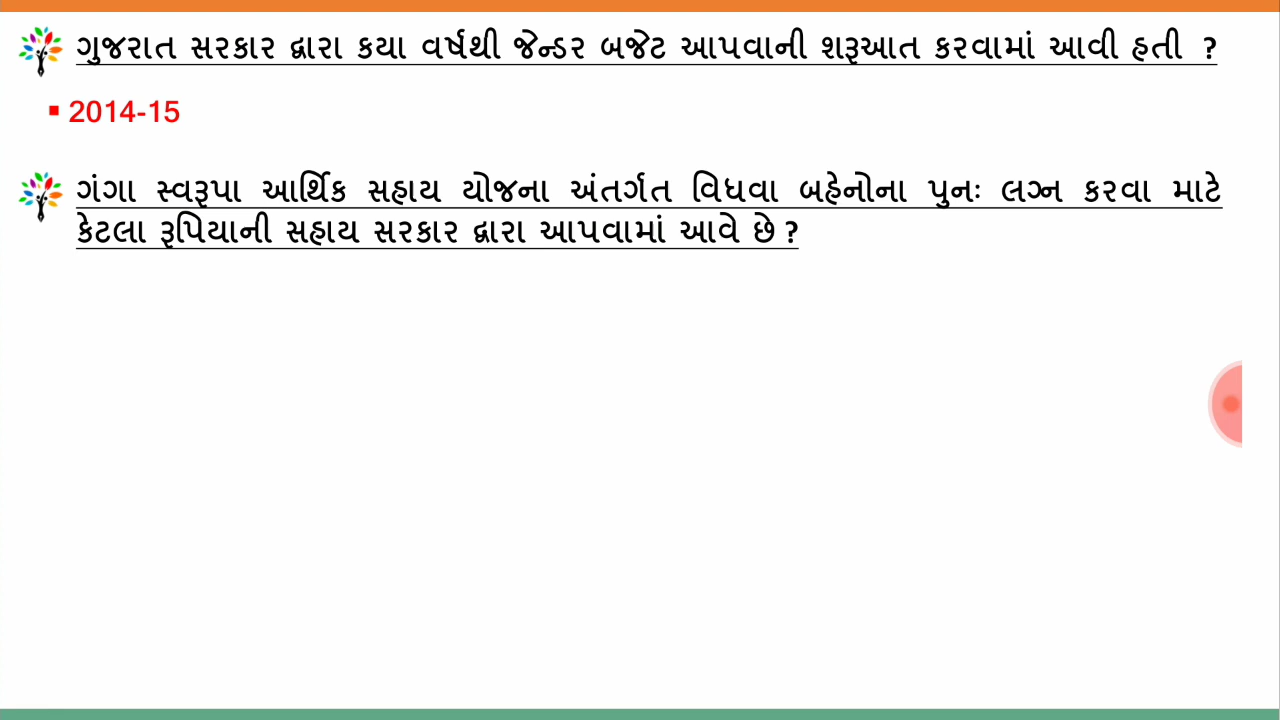 ગુજરાત સરકાર દ્વારા કયા વર્ષથી જેન્ડર બજેટ આપવાની શરૂઆત કરવામાં આવી હતી ?
▪ 2014-15
ગંગા સ્વરૂપા આર્થિક સહાય યોજના અંતર્ગત વિધવા બહેનોના પુનઃ લગ્ન કરવા માટે
કેટલા રૂપિયાની સહાય સરકાર દ્વારા આપવામાં આવે છે ?